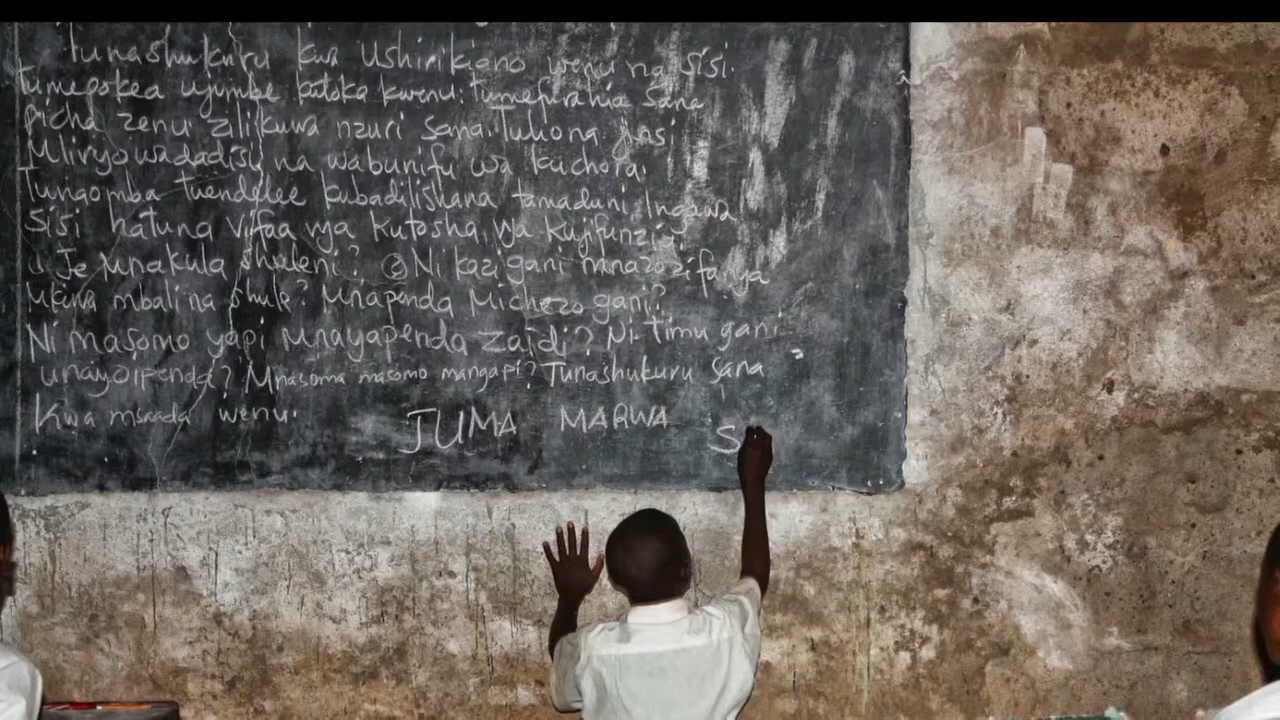 Tunashukuru kwa Ushirikiano wenu na Sisi.
tumepokea ujumbe kutoka kwenu. tumefurahia Sana
Picha zenu zilikuwa nzuri Sana. Tuliona jinsi
Mlivyo wadadisi na wabunifu wa kuchora.
Tungomba tuendelee kubadilishana tamaduni. Ingawa
Sisi hatuna Vifaa vya kutosha vya kujifunzia.
Je Mnakula shuleni? ② Ni kazi gani mnazozifanya
Mkiwa mbali na Shule? Mnapenda Michezo gani?
Ni masomo yapi Mnayapenda Zaidi? Ni timu gani
unayoipenda? Mnasoma masomo mangapi? Tunashukuru Sana
Kwa msaada wenu.
JUMA MARWA S